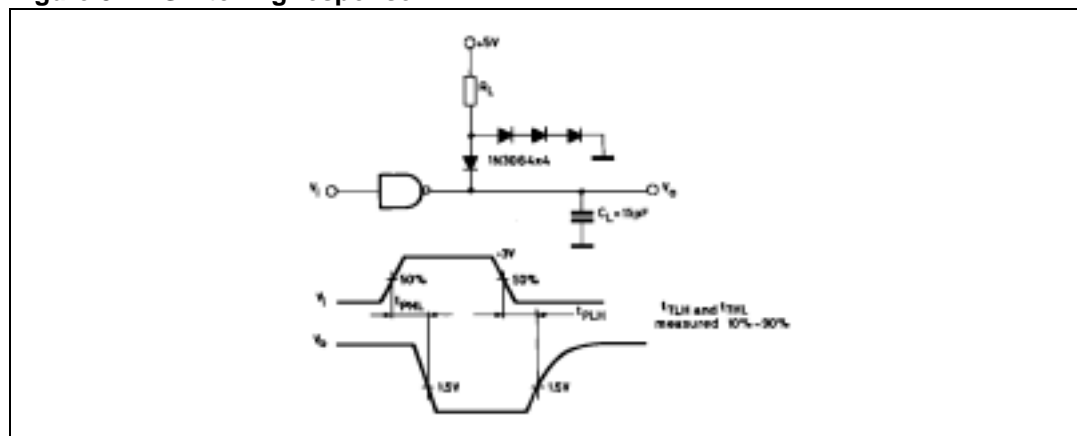 +5V
RL
1N3064x4
Vi
Vo
CL = 15pF
~3V
50%
50%
Vi
tPHL
tPLH
tTLH and tTHL
measured 10%-90%
Vo
1.5V
1.5V